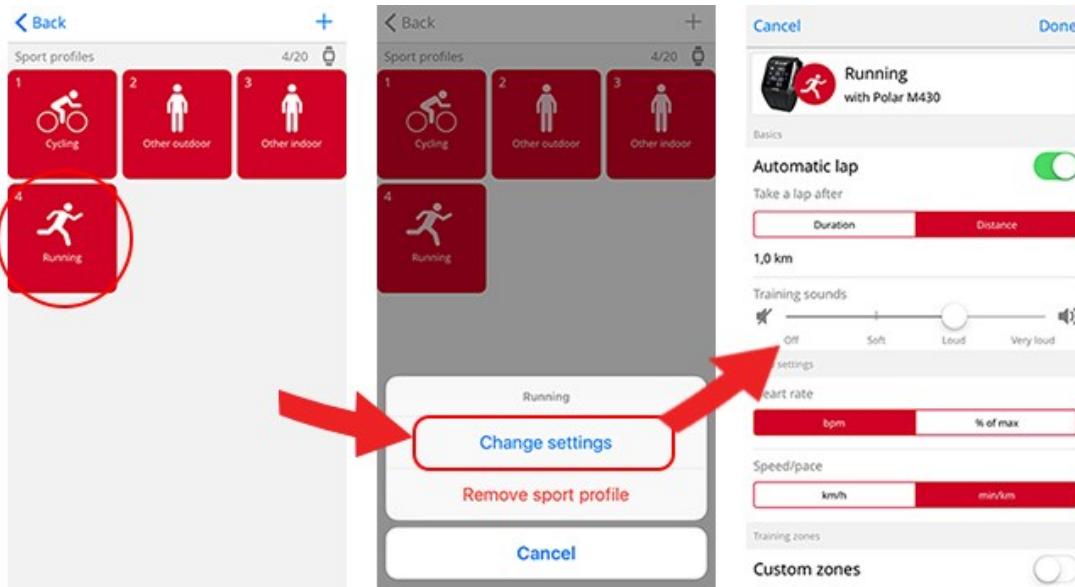 Back +
Sport profiles 4/20
1 2 3
Cycling Other outdoor Other indoor
4
Running
Back +
Sport profiles 4/20
1 2 3
Cycling Other outdoor Other indoor
4
Running
Running
Change settings
Remove sport profile
Cancel
Cancel Done
Running
with Polar M430
Basics
Automatic lap
Take a lap after
Duration Distance
1,0 km
Training sounds
Off Soft Loud Very loud
settings
eart rate
bpm % of max
Speed/pace
km/h min/km
Training zones
Custom zones